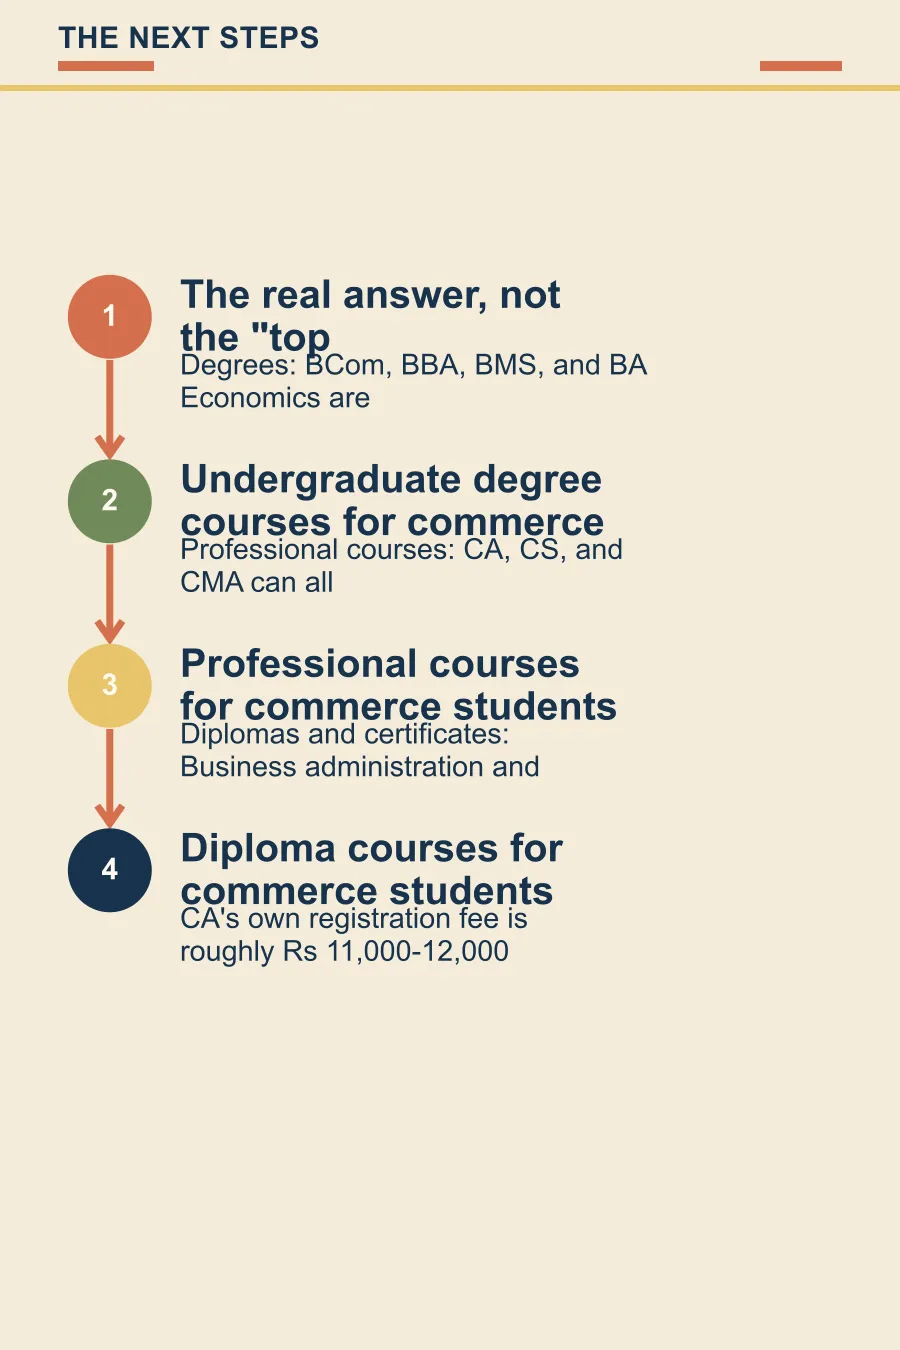 THE NEXT STEPS
1
The real answer, not
the "top
Degrees: BCom, BBA, BMS, and BA
Economics are
2
Undergraduate degree
courses for commerce
Professional courses: CA, CS, and
CMA can all
3
Professional courses
for commerce students
Diplomas and certificates:
Business administration and
4
Diploma courses for
commerce students
CA's own registration fee is
roughly Rs 11,000-12,000